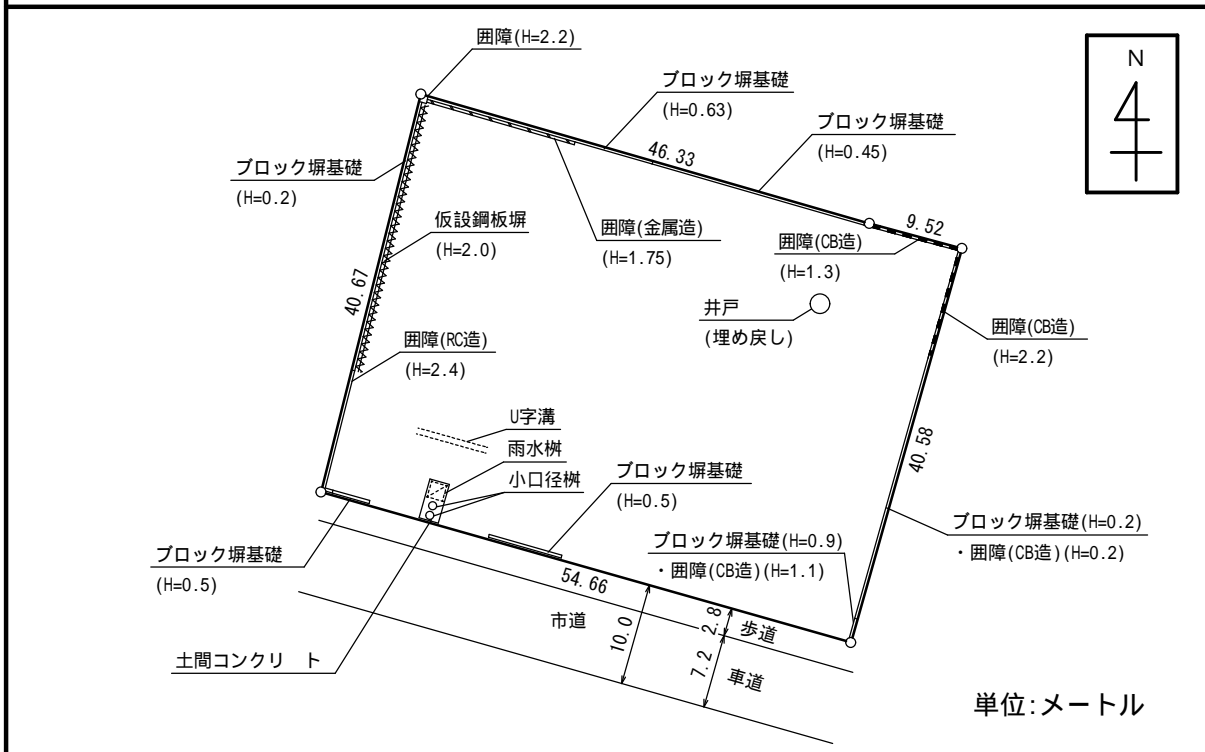 囲障(H=2.2)
N
ブロック塀基礎
(H=0.63)
ブロック塀基礎
(H=0.45)
46.33
ブロック塀基礎
(H=0.2)
仮設鋼板塀
(H=2.0)
囲障(金属造)
(H=1.75)
囲障(CB造)
(H=1.3)
9.52
40.67
井戸
(埋め戻し)
囲障(CB造)
(H=2.2)
囲障(RC造)
(H=2.4)
U字溝
雨水桝
小口径桝
ブロック塀基礎
(H=0.5)
40.58
ブロック塀基礎(H=0.2)
・囲障(CB造)(H=0.2)
ブロック塀基礎(H=0.9)
・囲障(CB造)(H=1.1)
ブロック塀基礎
(H=0.5)
54.66
市道
10.0
2.8
歩道
7.2
車道
土間コンクリート
単位:メートル